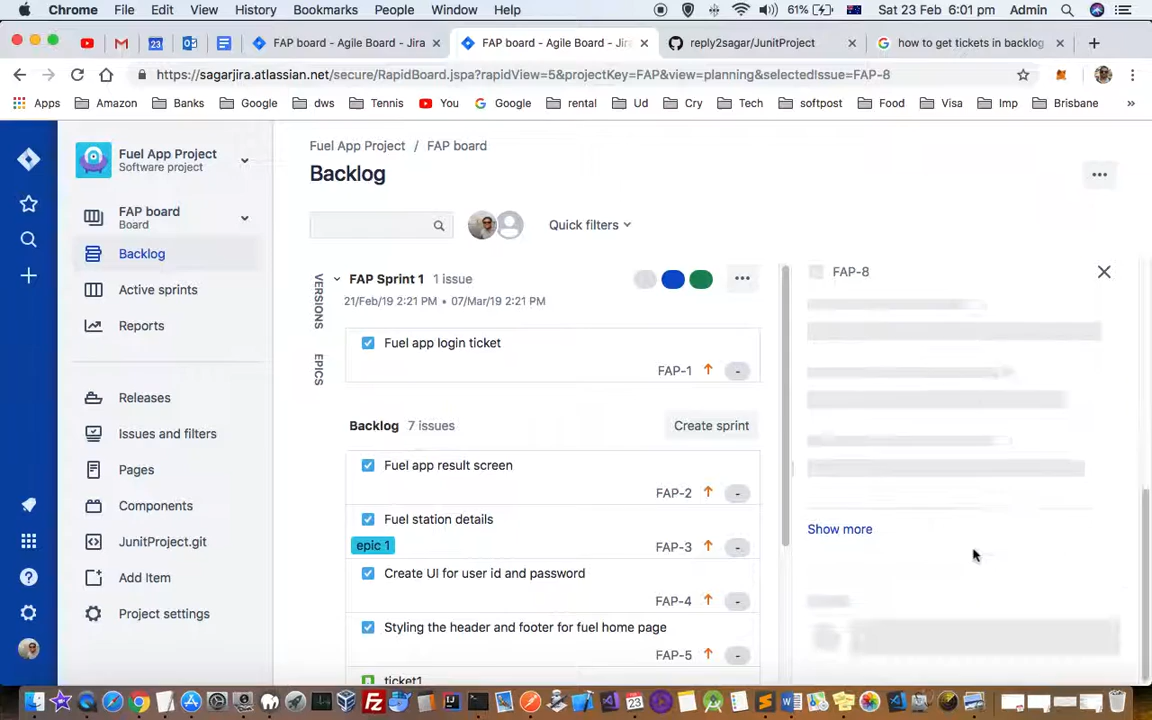 Chrome File Edit View History Bookmarks People Window Help 61% Sat 23 Feb 6:01 pm Admin
FAP board - Agile Board - Jira FAP board - Agile Board - Jira reply2sagar/JunitProject how to get tickets in backlog
https://sagarjira.atlassian.net/secure/RapidBoard.jspa?rapidView=5&projectKey=FAP&view=planning&selectedIssue=FAP-8
Apps Amazon Banks Google dws Tennis You Google rental Ud Cry Tech softpost Food Visa Imp Brisbane »
Fuel App Project
Software project
FAP board
Board
Backlog
Active sprints
Reports
Releases
Issues and filters
Pages
Components
JunitProject.git
Add Item
Project settings
Fuel App Project / FAP board
Backlog
Quick filters
VERSIONS
EPICS
FAP Sprint 1 1 issue
21/Feb/19 2:21 PM • 07/Mar/19 2:21 PM
Fuel app login ticket
FAP-1 -
Backlog 7 issues Create sprint
Fuel app result screen
FAP-2 -
Fuel station details
epic 1 FAP-3 -
Create UI for user id and password
FAP-4 -
Styling the header and footer for fuel home page
FAP-5 -
ticket1
FAP-8
Show more